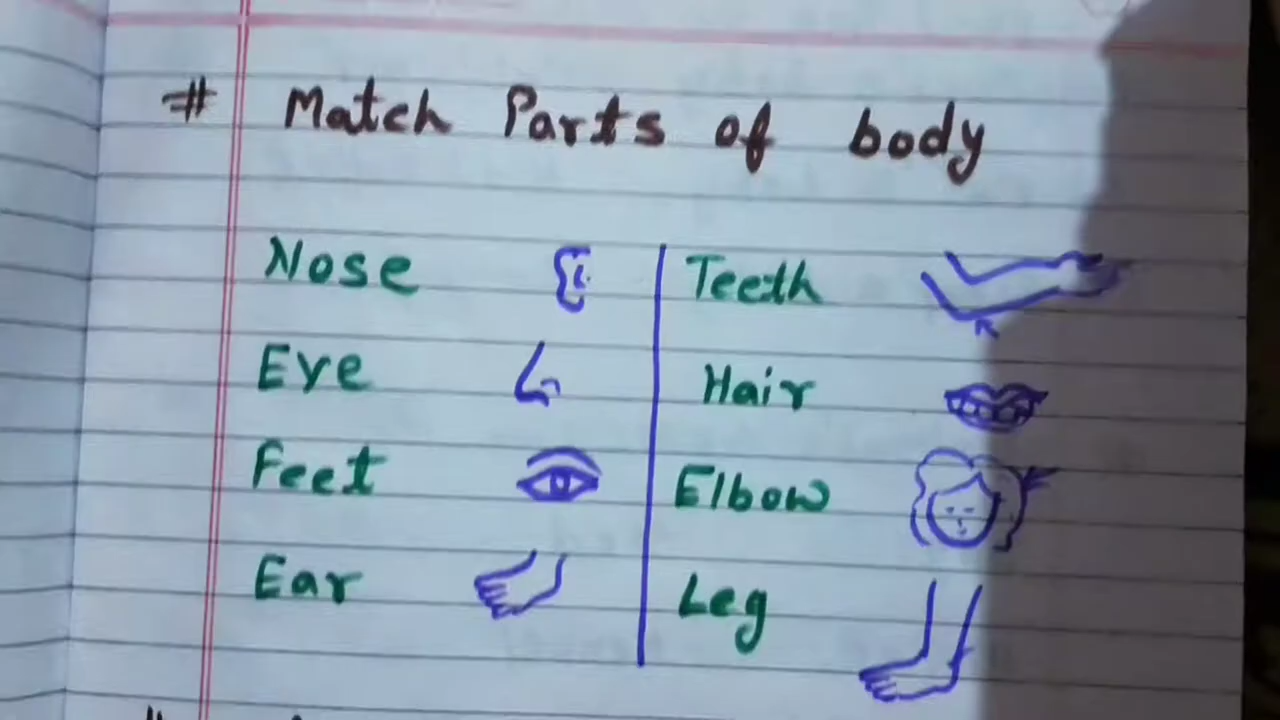 # Match Parts of body
Nose Teeth
Eye Hair
Feet Elbow
Ear Leg